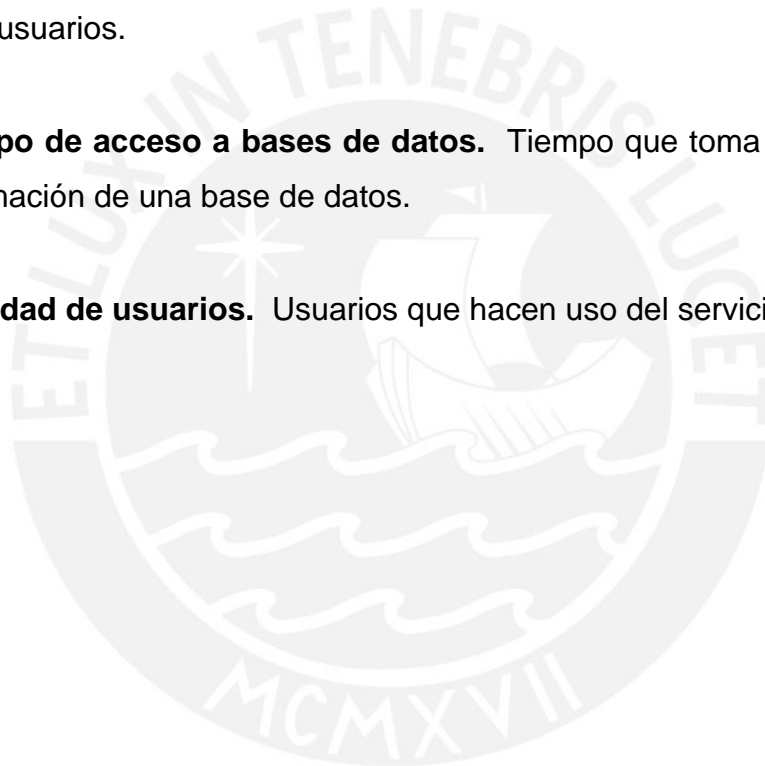 usuarios.
po de acceso a bases de datos. Tiempo que toma
nación de una base de datos.
dad de usuarios. Usuarios que hacen uso del servici
ET LUX IN TENEBRIS LUCET
MCMXVII